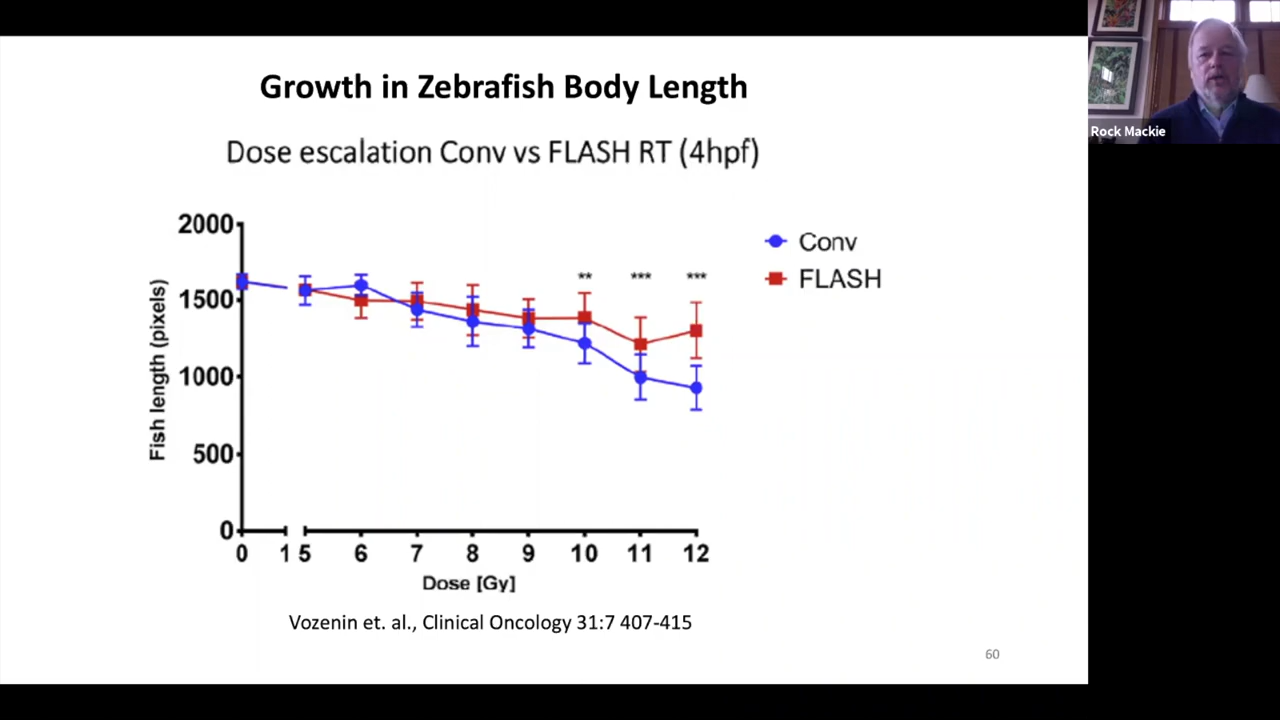 Growth in Zebrafish Body Length
Rock Mackie
Dose escalation Conv vs FLASH RT (4hpf)
2000
1500
1000
500
0
Fish length (pixels)
** *** ***
Conv
FLASH
0 1 5 6 7 8 9 10 11 12
Dose [Gy]
Vozenin et. al., Clinical Oncology 31:7 407-415
60